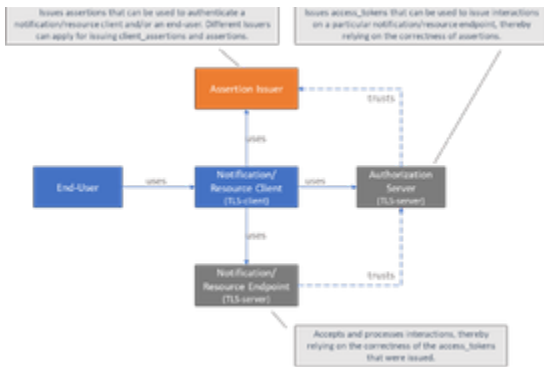 Issues assertions that can be used to authenticate a
notification/resource client and/or an end-user. Different Issuers
can apply for issuing client_assertions and assertions.
Issues access_tokens that can be used to issue interactions
on a particular notification/resource endpoint, thereby
relying on the correctness of assertions.
Assertion Issuer
trusts
uses
End-User
uses
Notification/
Resource Client
(TLS-client)
uses
Authorization
Server
(TLS-server)
uses
Notification/
Resource Endpoint
(TLS-server)
trusts
Accepts and processes interactions, thereby
relying on the correctness of the access_tokens
that were issued.